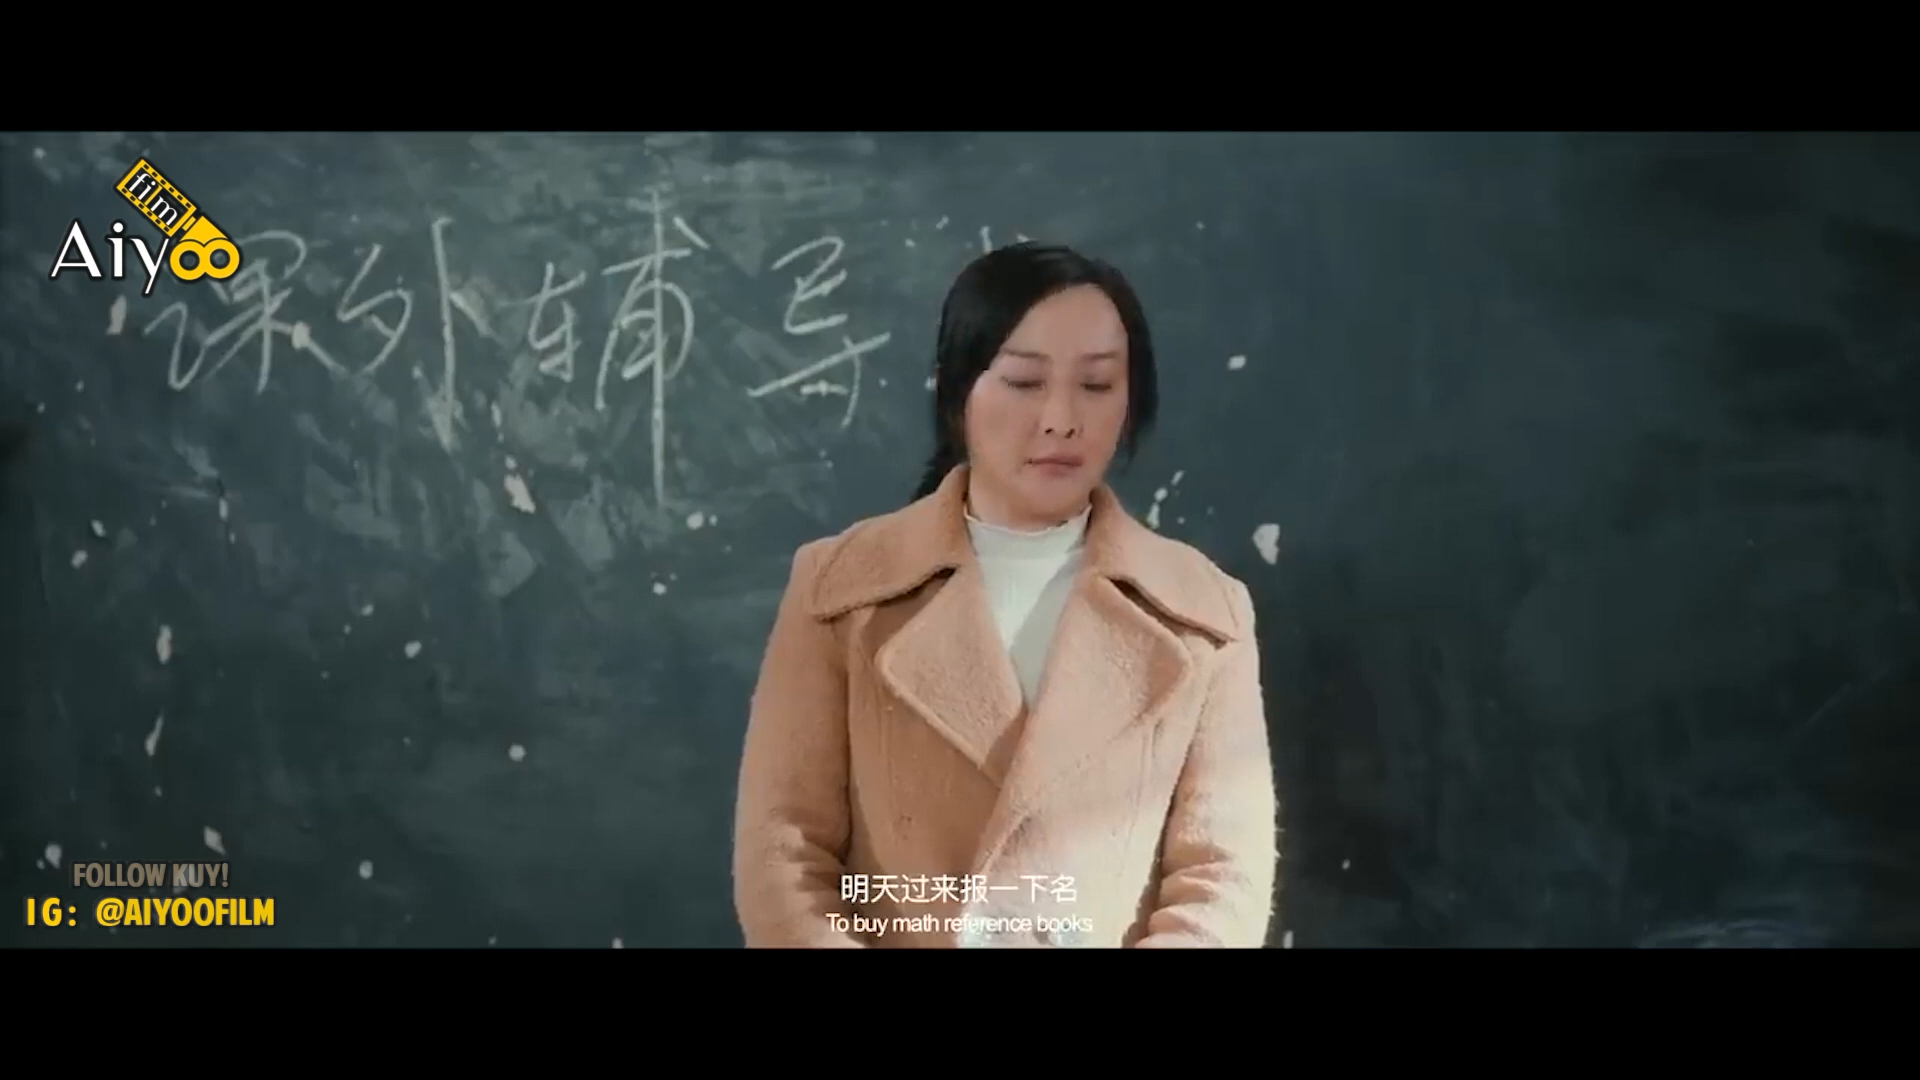 film
Aiyoo
课外辅导
FOLLOW KUY!
IG: @AIYOOFILM
明天过来报一下名
To buy math reference books